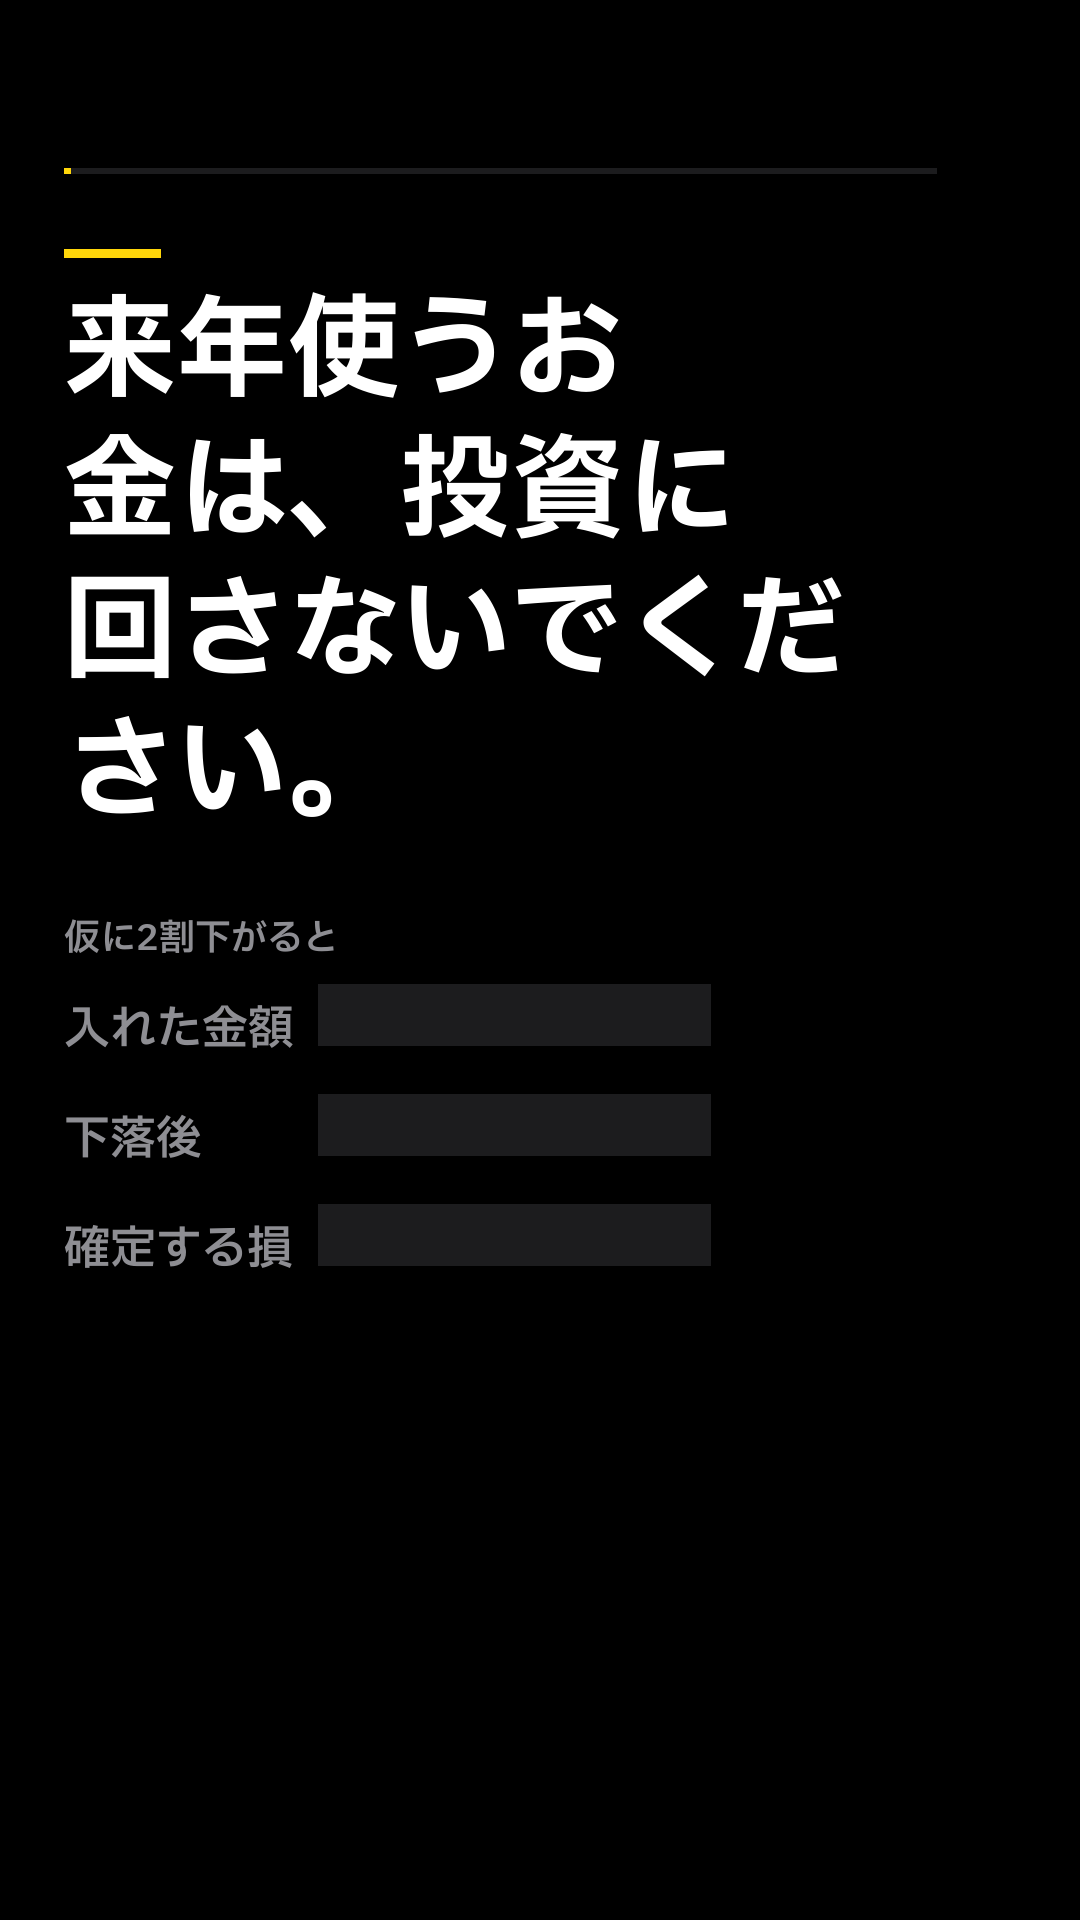 来年使うお
金は、投資に
回さないでくだ
さい。
仮に2割下がると
入れた金額
下落後
確定する損